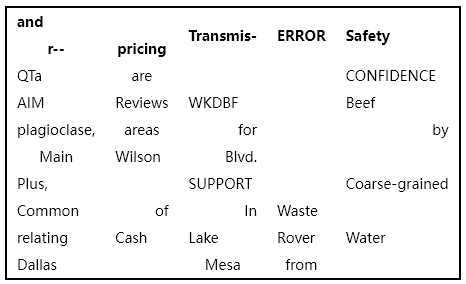 and
r-- pricing Transmis- ERROR Safety
QTa are CONFIDENCE
AIM Reviews WKDBF Beef
plagioclase, areas for by
Main Wilson Blvd.
Plus, SUPPORT Coarse-grained
Common of In Waste
relating Cash Lake Rover Water
Dallas Mesa from